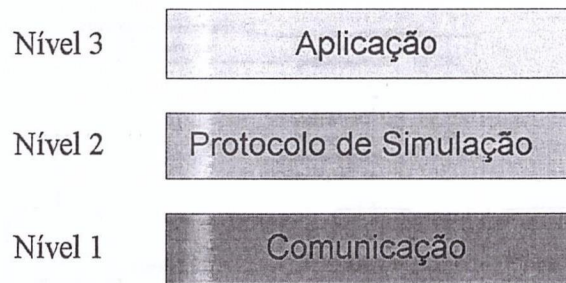 Nível 3 Aplicação
Nível 2 Protocolo de Simulação
Nível 1 Comunicação